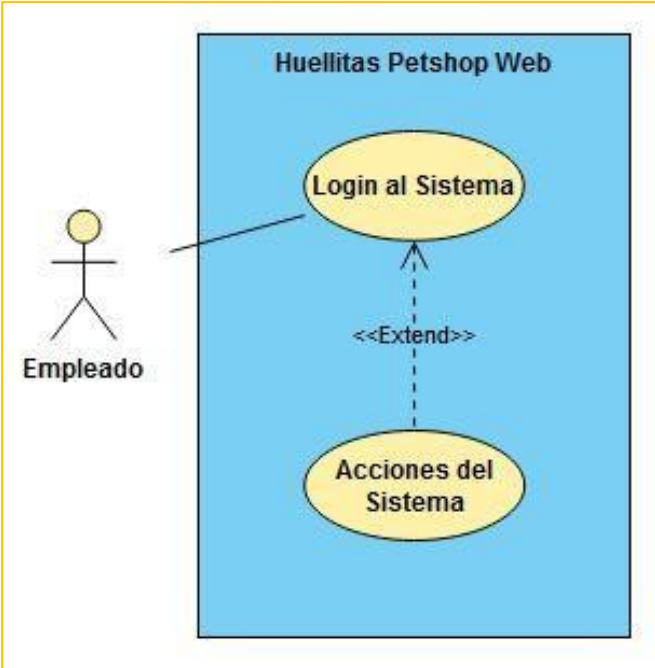 Huellitas Petshop Web
Login al Sistema
<<Extend>>
Empleado
Acciones del
Sistema